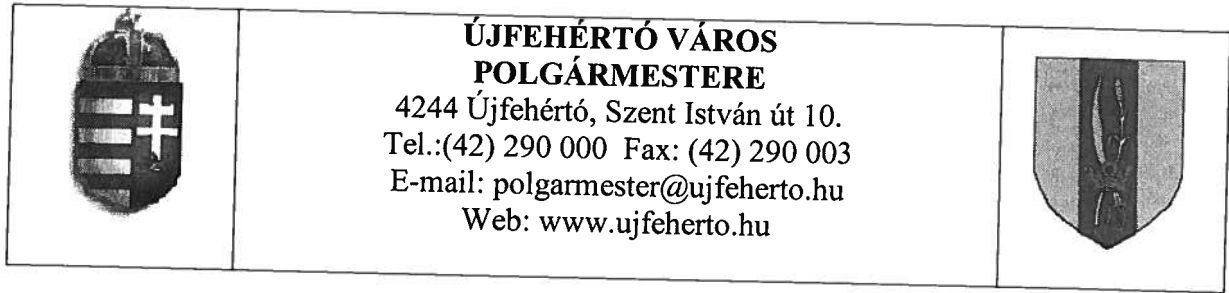 ÚJFEHÉRTÓ VÁROS
POLGÁRMESTERE
4244 Újfehértó, Szent István út 10.
Tel.:(42) 290 000 Fax: (42) 290 003
E-mail: polgarmester@ujfeherto.hu
Web: www.ujfeherto.hu